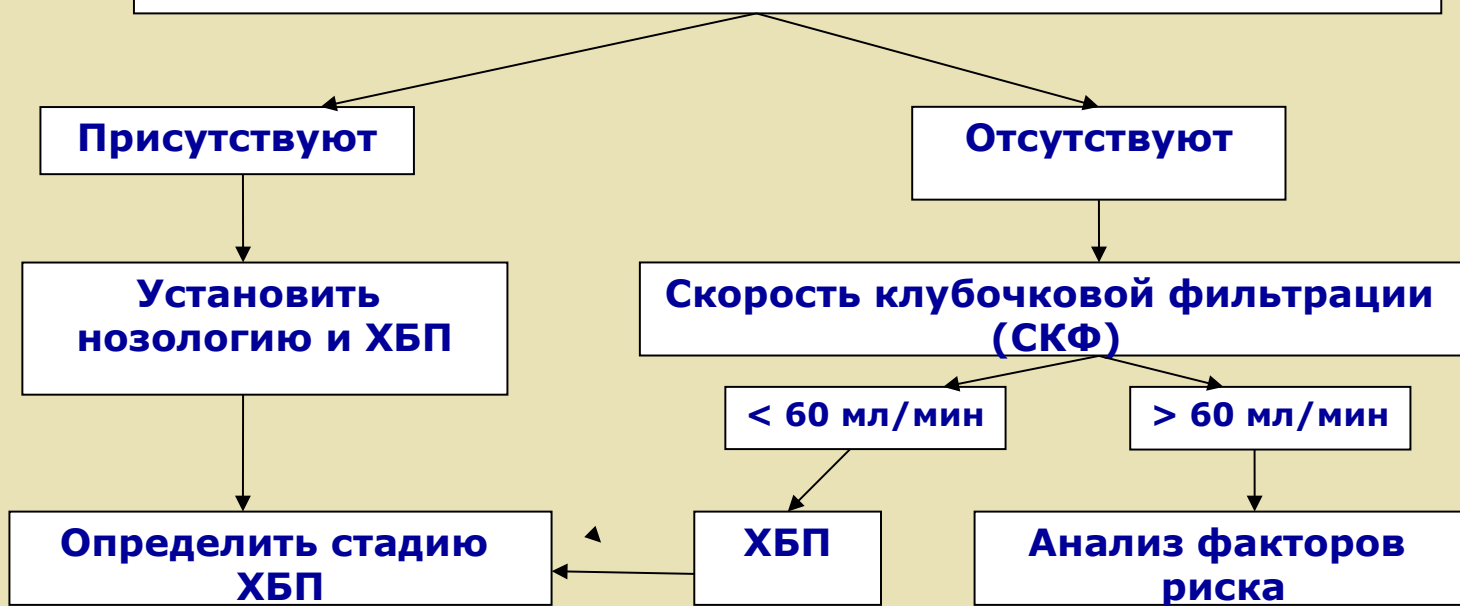 Присутствуют
Отсутствуют
Установить
нозологию и ХБП
Скорость клубочковой фильтрации
(СКФ)
< 60 мл/мин
> 60 мл/мин
Определить стадию
ХБП
ХБП
Анализ факторов
риска